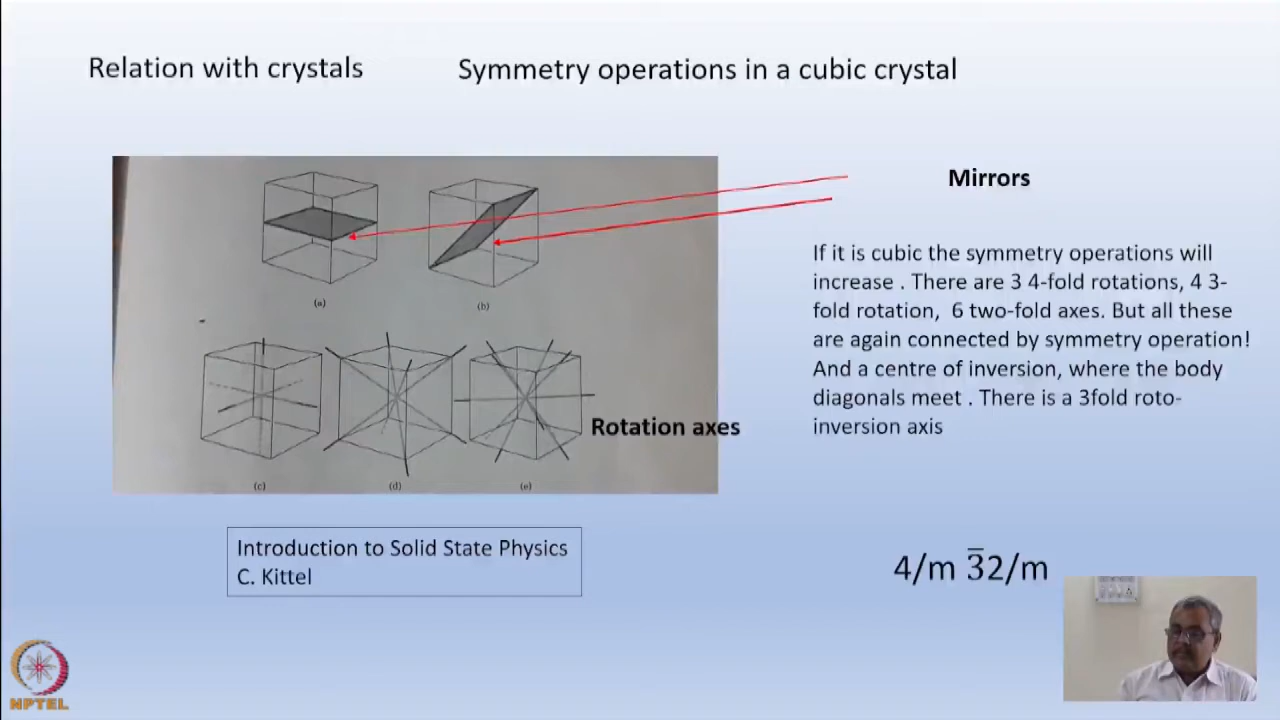 Relation with crystals
Symmetry operations in a cubic crystal
Mirrors
(a)
(b)
If it is cubic the symmetry operations will
increase . There are 3 4-fold rotations, 4 3-
fold rotation,  6 two-fold axes. But all these
are again connected by symmetry operation!
And a centre of inversion, where the body
diagonals meet . There is a 3fold roto-
inversion axis
Rotation axes
(c)
(d)
(e)
Introduction to Solid State Physics
C. Kittel
4/m 3̅2/m
NPTEL